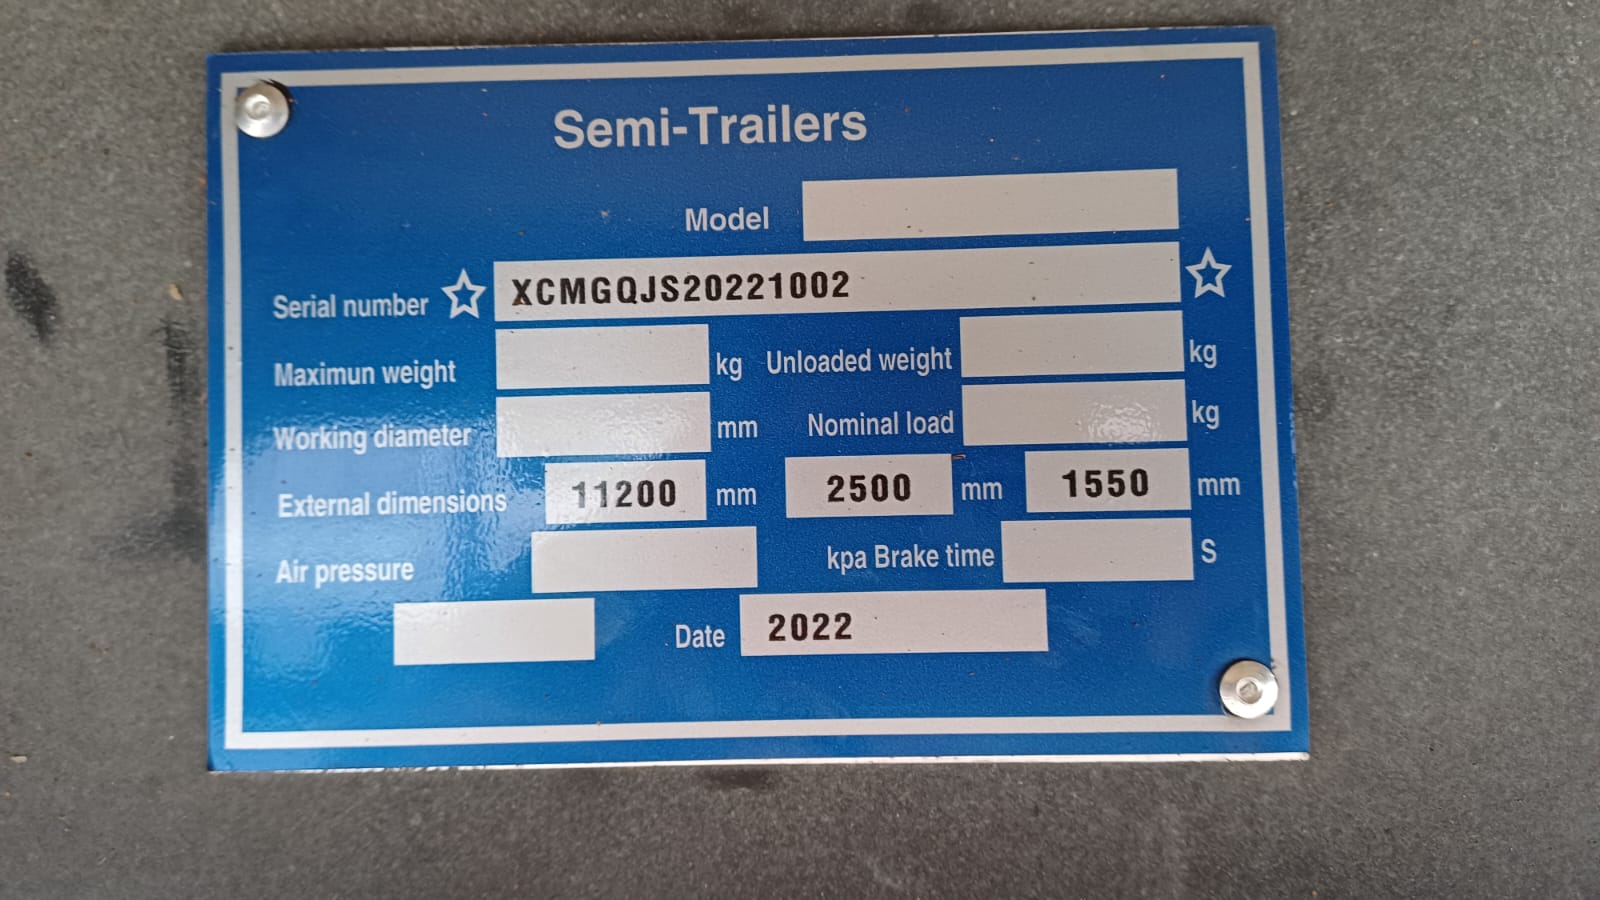 Semi-Trailers
Model
Serial number ☆ XCMGQJS20221002 ☆
Maximun weight kg Unloaded weight kg
Working diameter mm Nominal load kg
External dimensions 11200 mm 2500 mm 1550 mm
Air pressure kpa Brake time S
Date 2022